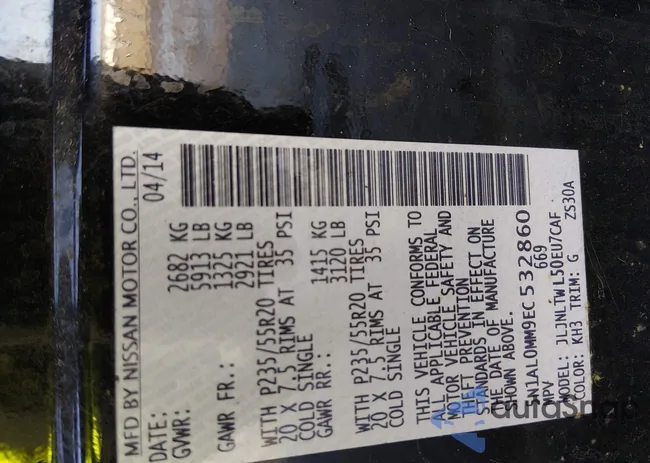 MFD BY NISSAN MOTOR CO., LTD.
DATE: 04/14
GVWR: 2682 KG
5913 LB
GAWR FR.: 1325 KG
2921 LB
WITH P235/55R20 TIRES
20 X 7.5 RIMS AT 35 PSI
COLD SINGLE
GAWR RR.: 1415 KG
3120 LB
WITH P235/55R20 TIRES
20 X 7.5 RIMS AT 35 PSI
COLD SINGLE
THIS VEHICLE CONFORMS TO
ALL APPLICABLE FEDERAL
MOTOR VEHICLE SAFETY AND
THEFT PREVENTION
STANDARDS IN EFFECT ON
THE DATE OF MANUFACTURE
SHOWN ABOVE.
5N1AL0MM9EC532860
MPV 669
MODEL: JLJNLTWL50EU7CAF
COLOR: KH3 TRIM: G ZS30A
autoSnap